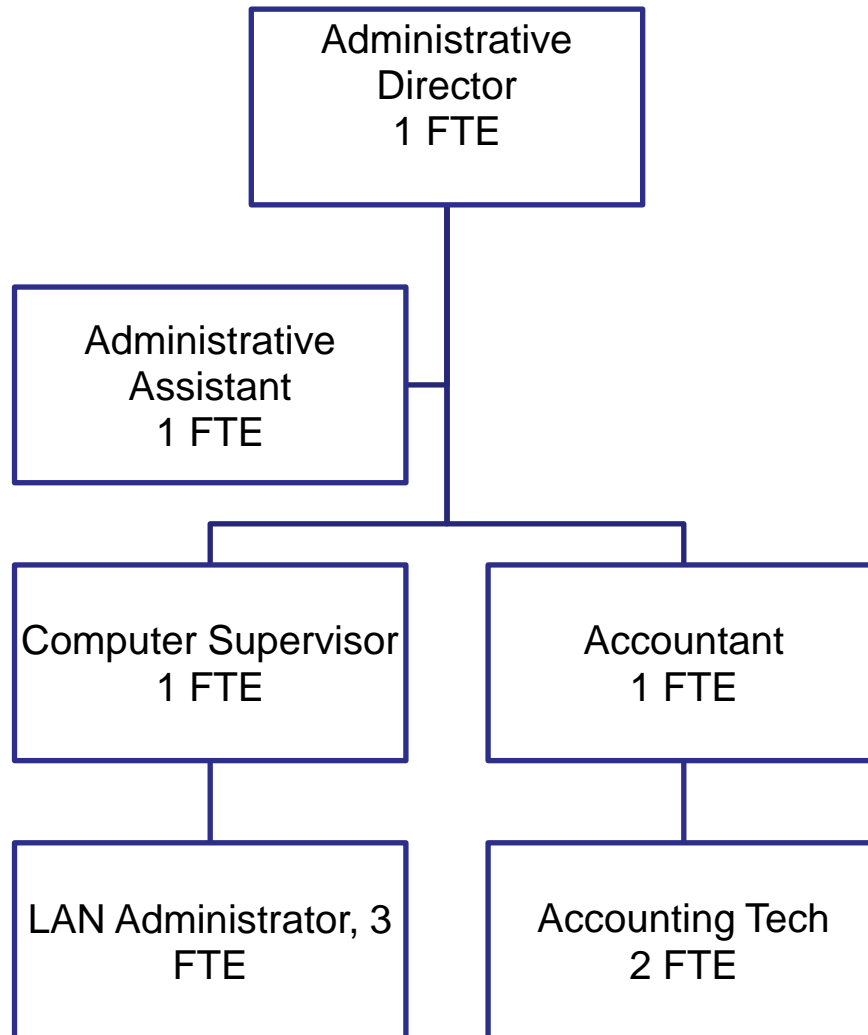 Administrative
Director
1 FTE
Administrative
Assistant
1 FTE
Computer Supervisor
1 FTE
Accountant
1 FTE
LAN Administrator, 3
FTE
Accounting Tech
2 FTE